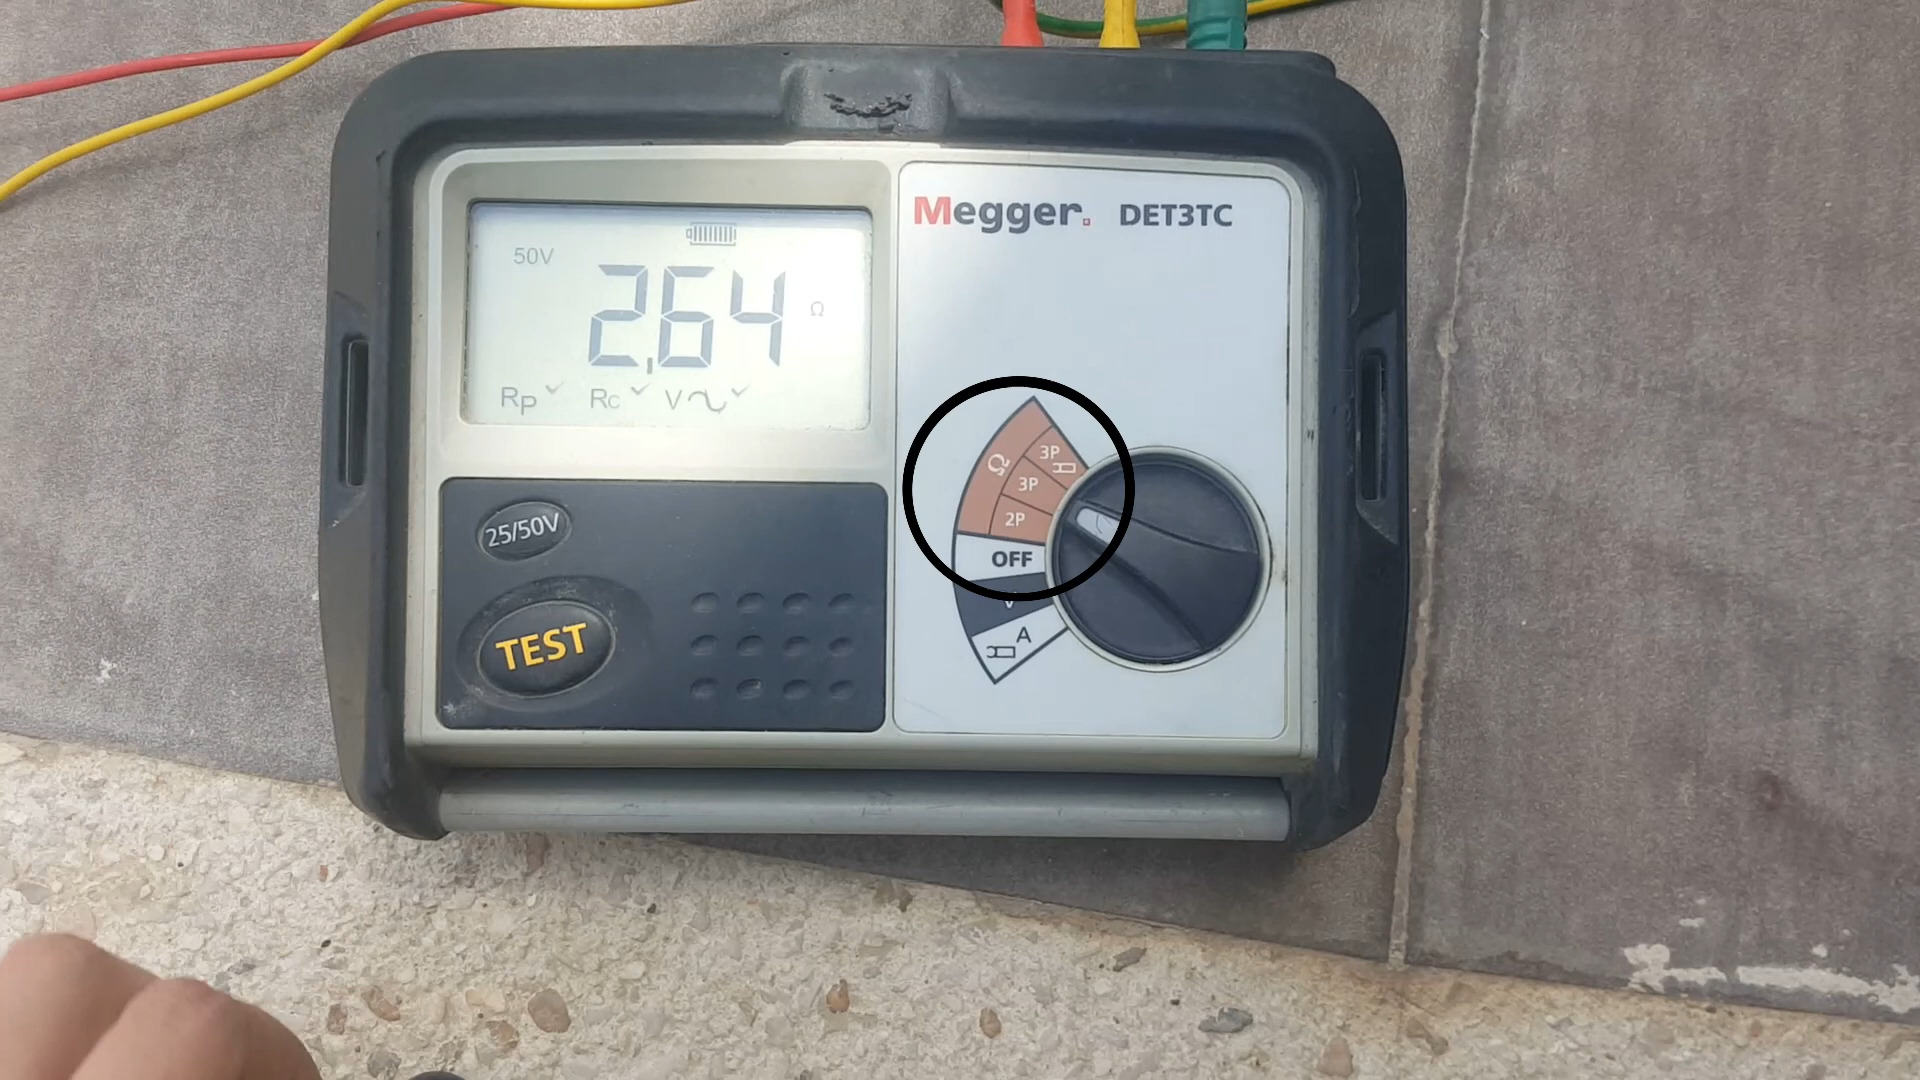 Megger. DET3TC
50V
2.64 Ω
Rp ✓ Rc ✓ V ✓
3P
Ω
3P
2P
OFF
V
A
25/50V
TEST